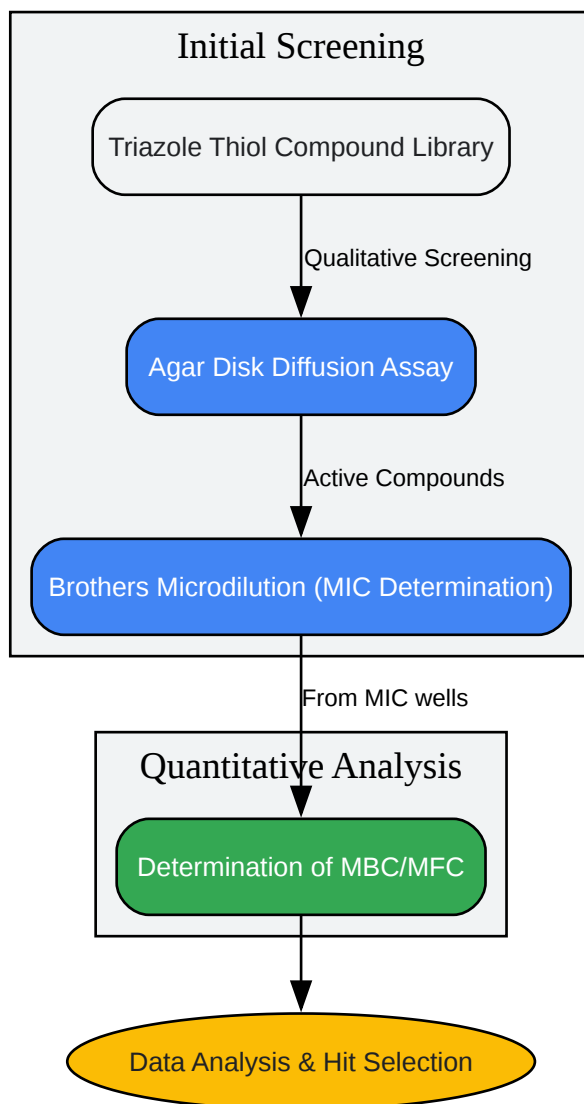 Initial Screening
Triazole Thiol Compound Library
Qualitative Screening
Agar Disk Diffusion Assay
Active Compounds
Brothers Microdilution (MIC Determination)
From MIC wells
Quantitative Analysis
Determination of MBC/MFC
Data Analysis & Hit Selection